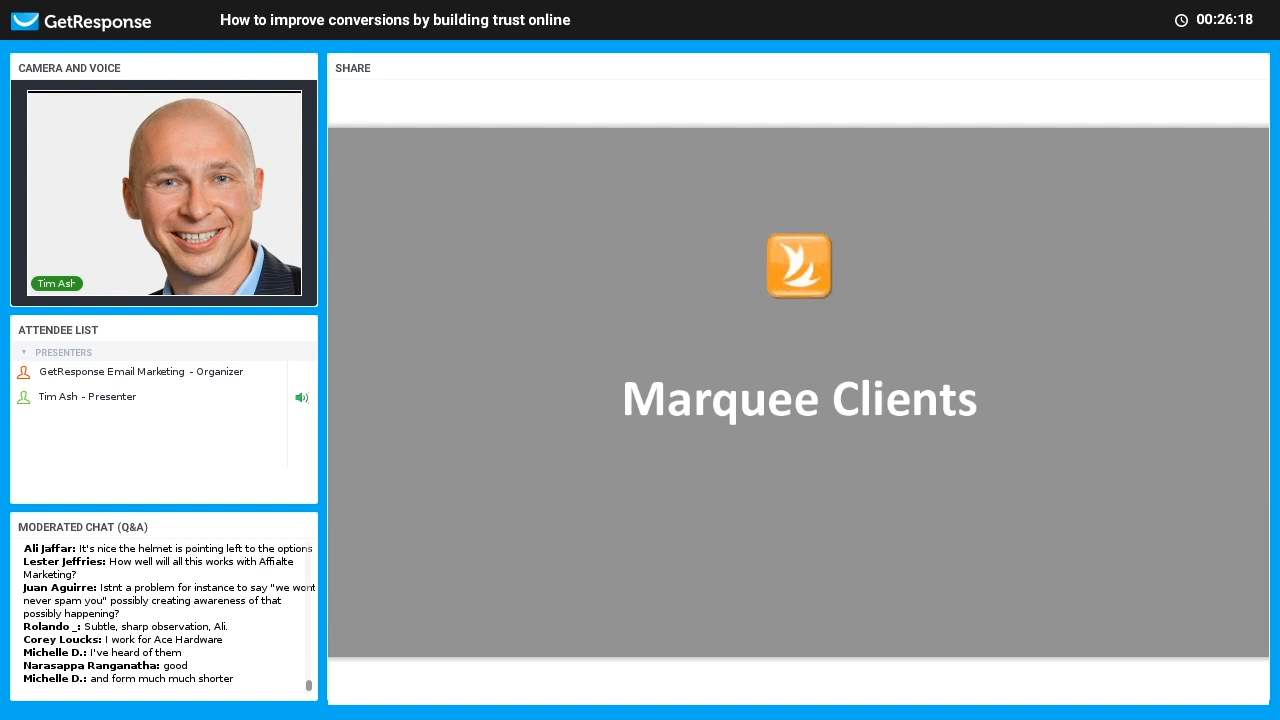 GetResponse
How to improve conversions by building trust online
00:26:18
CAMERA AND VOICE
Tim Ash
ATTENDEE LIST
PRESENTERS
GetResponse Email Marketing - Organizer
Tim Ash - Presenter
MODERATED CHAT (Q&A)
Ali Jaffar: It's nice the helmet is pointing left to the options
Lester Jeffries: How well will all this works with Affialte
Marketing?
Juan Aguirre: Istnt a problem for instance to say "we wont
never spam you" possibly creating awareness of that
possibly happening?
Rolando _: Subtle, sharp observation, Ali.
Corey Loucks: I work for Ace Hardware
Michelle D.: I've heard of them
Narasappa Ranganatha: good
Michelle D.: and form much much shorter
SHARE
Marquee Clients